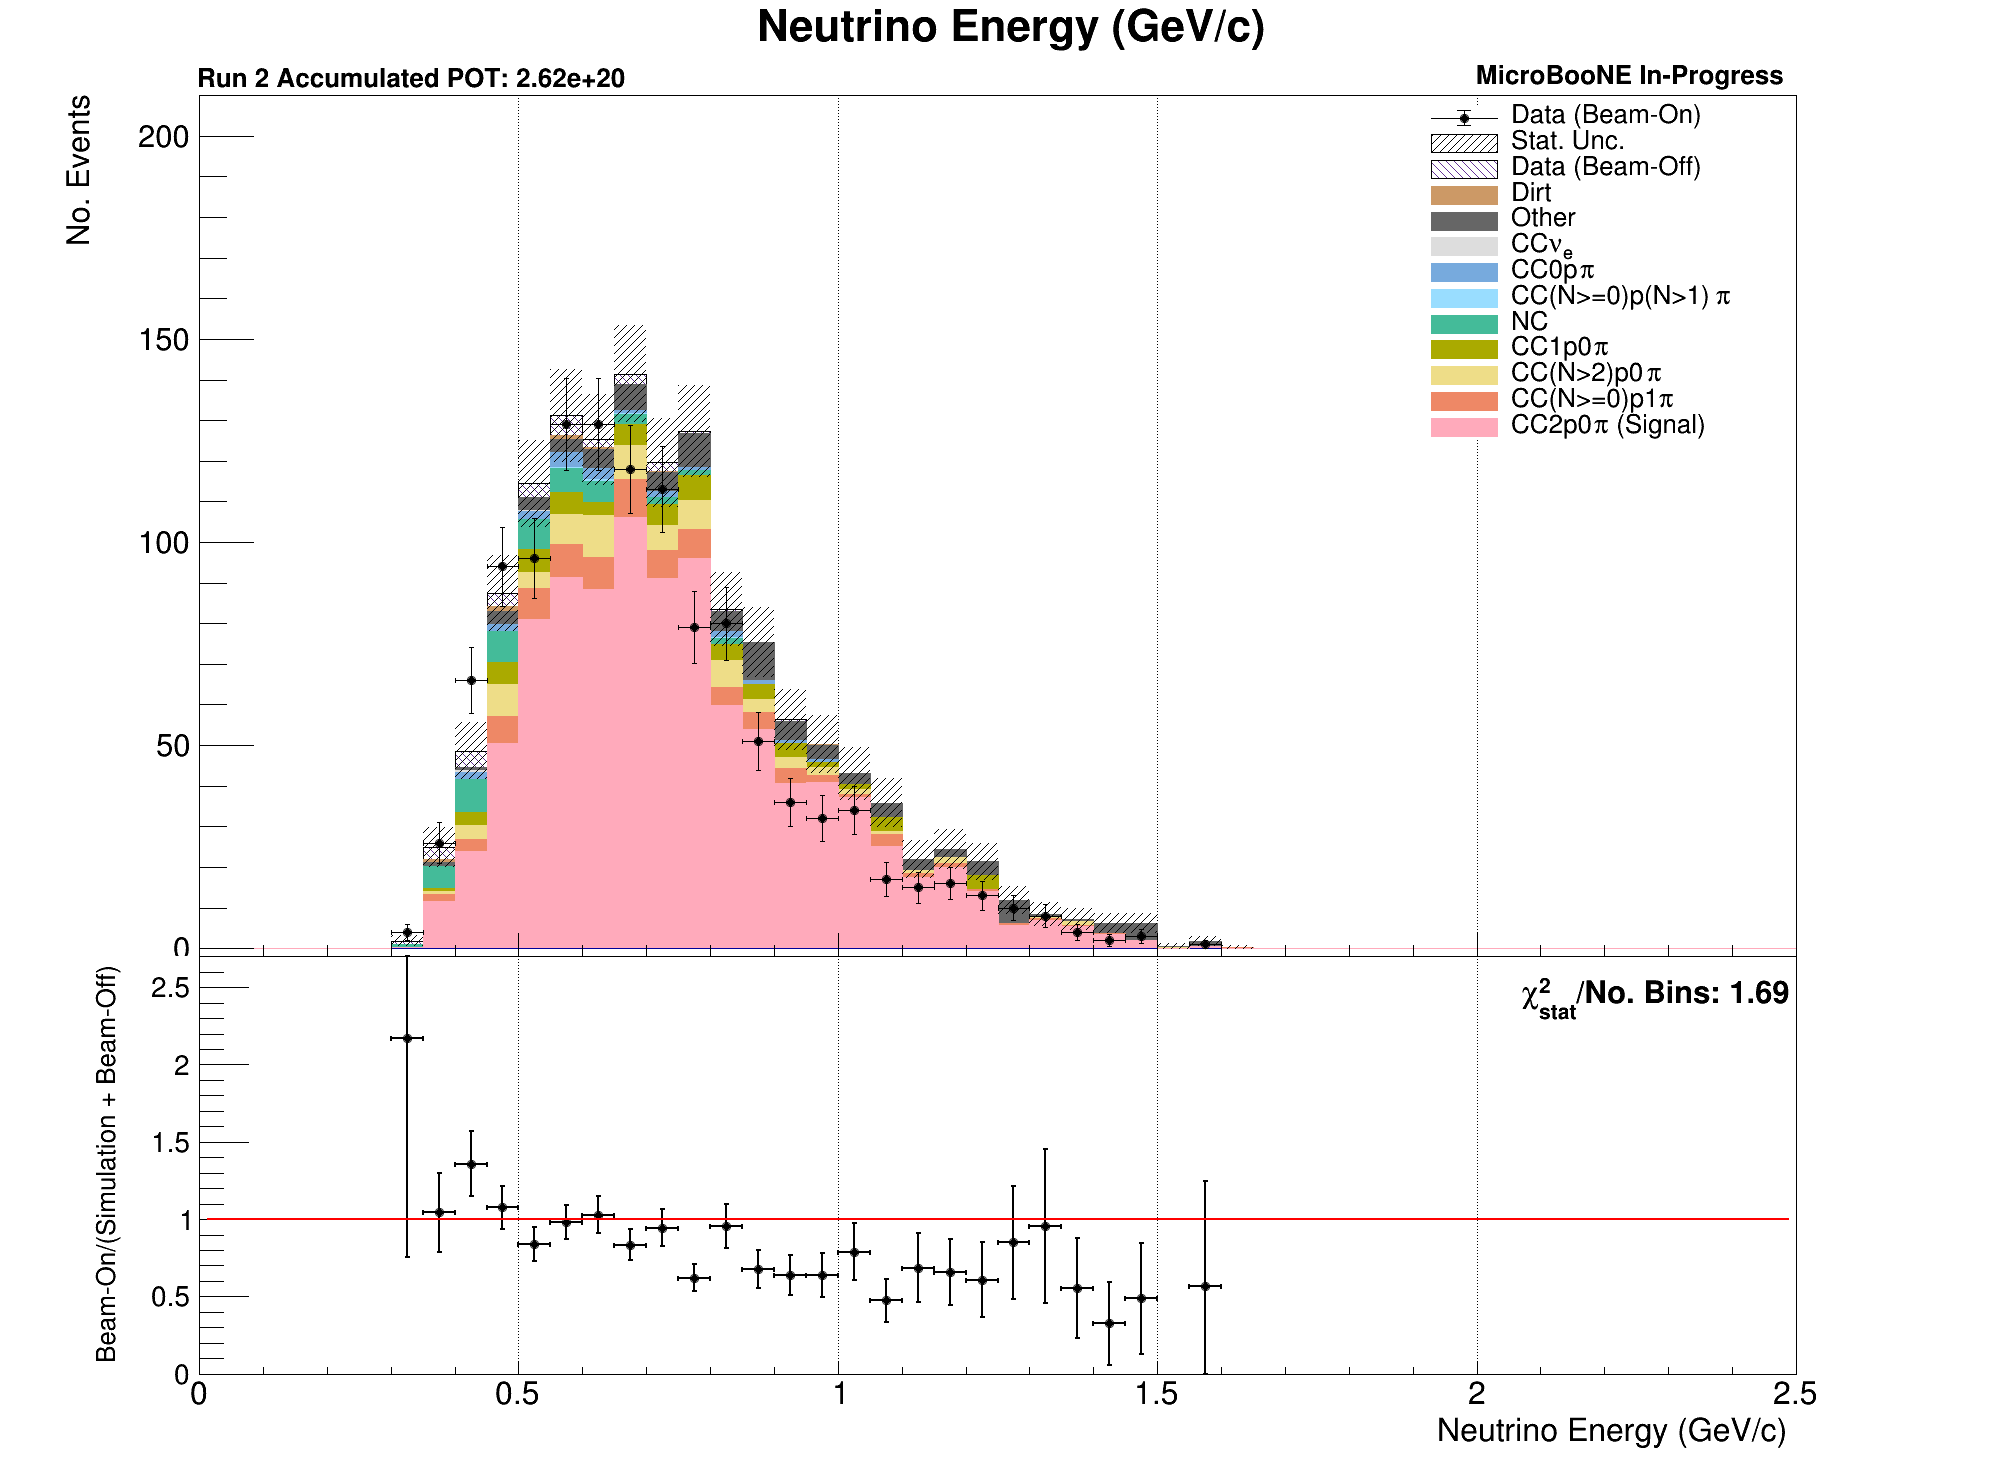 Neutrino Energy (GeV/c)
Run 2 Accumulated POT: 2.62e+20
MicroBooNE In-Progress
No. Events
200
150
100
50
0
Data (Beam-On)
Stat. Unc.
Data (Beam-Off)
Dirt
Other
CCνe
CC0pπ
CC(N>=0)p(N>1) π
NC
CC1p0π
CC(N>2)p0π
CC(N>=0)p1π
CC2p0π (Signal)
Beam-On/(Simulation + Beam-Off)
2.5
2
1.5
1
0.5
0
χ²stat/No. Bins: 1.69
0 0.5 1 1.5 2 2.5
Neutrino Energy (GeV/c)